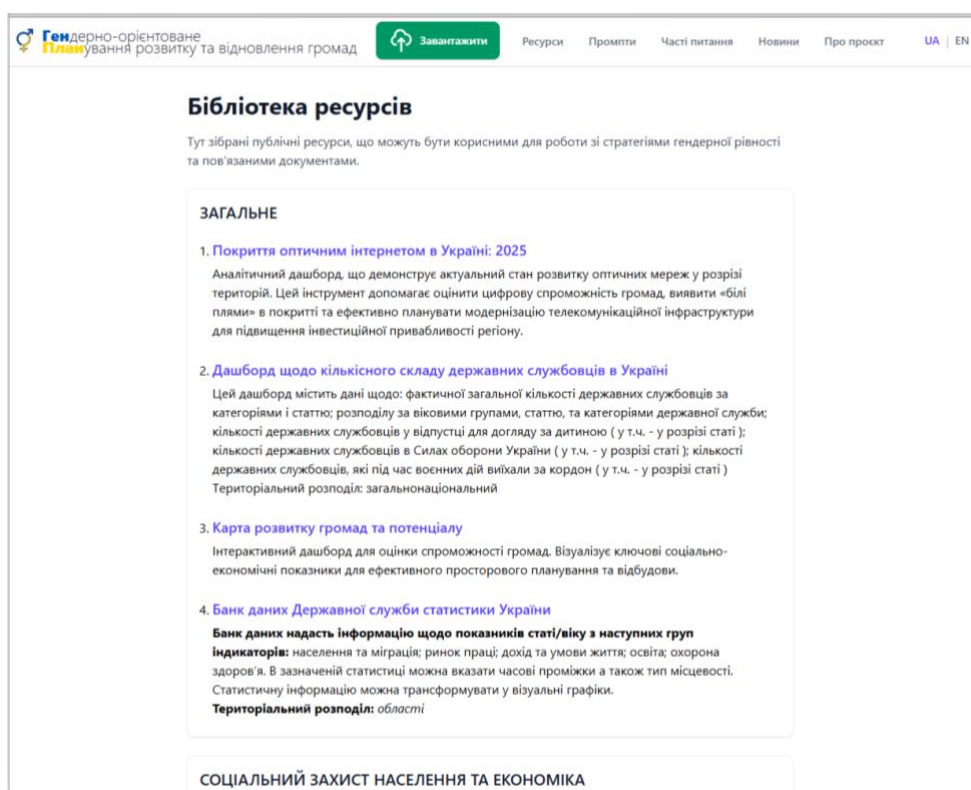 Гендерно-орієнтоване
Планування розвитку та відновлення громад
Завантажити
Ресурси
Промпти
Часті питання
Новини
Про проєкт
UA | EN
Бібліотека ресурсів
Тут зібрані публічні ресурси, що можуть бути корисними для роботи зі стратегіями гендерної рівності
та пов'язаними документами.
ЗАГАЛЬНЕ
1. Покриття оптичним інтернетом в Україні: 2025
Аналітичний дашборд, що демонструє актуальний стан розвитку оптичних мереж у розрізі
територій. Цей інструмент допомагає оцінити цифрову спроможність громад, виявити «білі
плями» в покритті та ефективно планувати модернізацію телекомунікаційної інфраструктури
для підвищення інвестиційної привабливості регіону.
2. Дашборд щодо кількісного складу державних службовців в Україні
Цей дашборд містить дані щодо: фактичної загальної кількості державних службовців за
категоріями і статтю; розподілу за віковими групами, статтю, та категоріями державної служби;
кількості державних службовців у відпустці для догляду за дитиною ( у т.ч. - у розрізі статі );
кількості державних службовців в Силах оборони України ( у т.ч. - у розрізі статі ); кількості
державних службовців, які під час воєнних дій виїхали за кордон ( у т.ч. - у розрізі статі )
Територіальний розподіл: загальнонаціональний
3. Карта розвитку громад та потенціалу
Інтерактивний дашборд для оцінки спроможності громад. Візуалізує ключові соціально-
економічні показники для ефективного просторового планування та відбудови.
4. Банк даних Державної служби статистики України
Банк даних надасть інформацію щодо показників статі/віку з наступних груп
індикаторів: населення та міграція; ринок праці; дохід та умови життя; освіта; охорона
здоров'я. В зазначеній статистиці можна вказати часові проміжки а також тип місцевості.
Статистичну інформацію можна трансформувати у візуальні графіки.
Територіальний розподіл: області
СОЦІАЛЬНИЙ ЗАХИСТ НАСЕЛЕННЯ ТА ЕКОНОМІКА